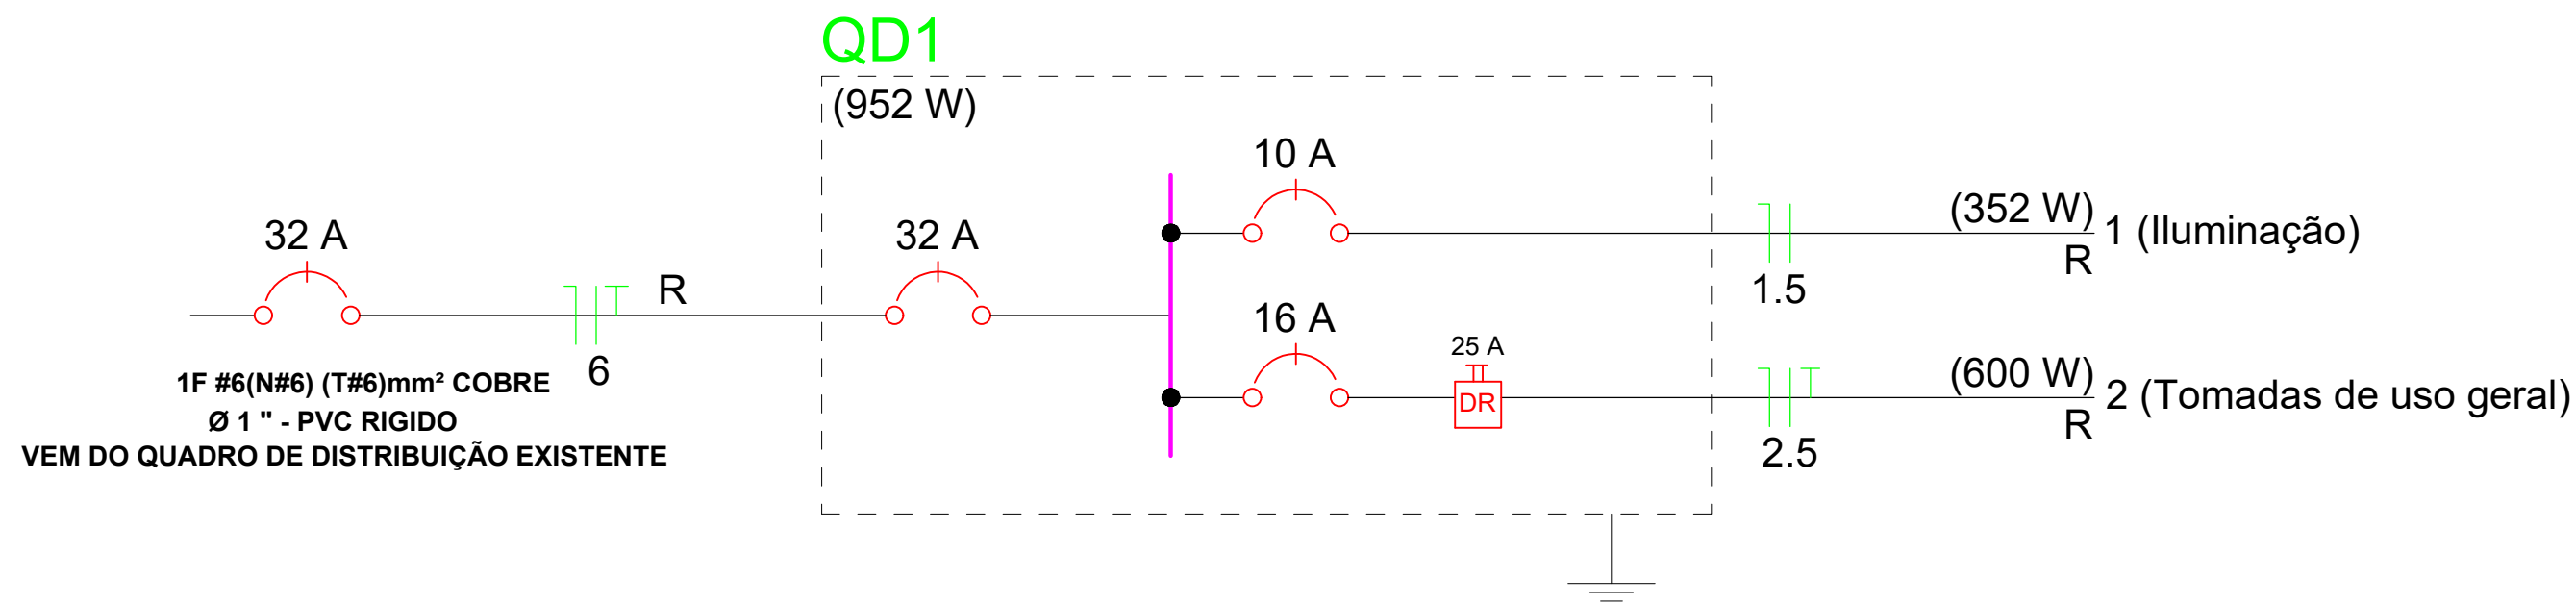 QD1
(952 W)
10 A
(352 W)
1 (Iluminação)
R
1.5
32 A
32 A
R
6
16 A
25 A
DR
(600 W)
2 (Tomadas de uso geral)
R
2.5
1F #6(N#6) (T#6)mm² COBRE
Ø 1 " - PVC RIGIDO
VEM DO QUADRO DE DISTRIBUIÇÃO EXISTENTE